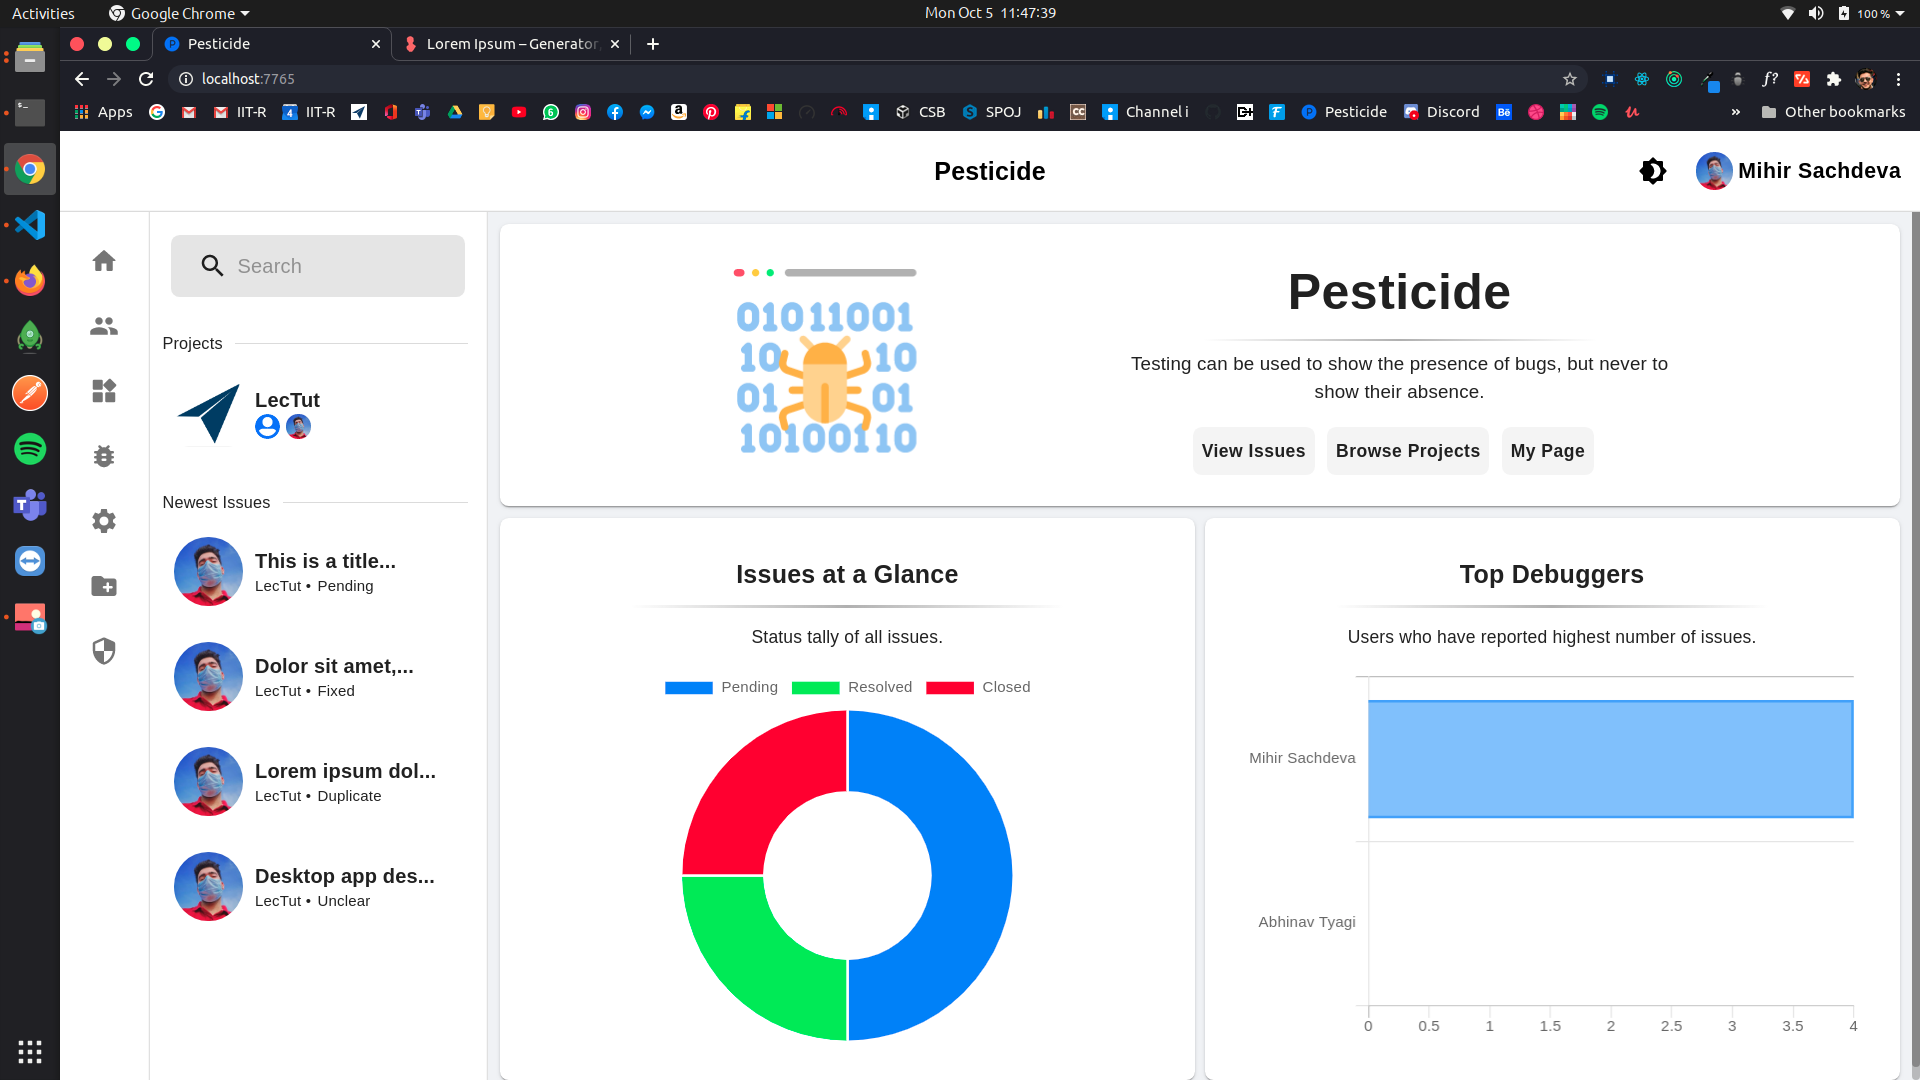 Activities
Google Chrome
Mon Oct 5 11:47:39
100 %
Pesticide
Lorem Ipsum – Generator,
localhost:7765
Apps
IIT-R
IIT-R
CSB
SPOJ
Channel i
Pesticide
Discord
Other bookmarks
Pesticide
Mihir Sachdeva
Search
Projects
LecTut
Newest Issues
This is a title...
LecTut • Pending
Dolor sit amet,...
LecTut • Fixed
Lorem ipsum dol...
LecTut • Duplicate
Desktop app des...
LecTut • Unclear
01011001
10 10
01 01
10100110
Pesticide
Testing can be used to show the presence of bugs, but never to
show their absence.
View Issues
Browse Projects
My Page
Issues at a Glance
Status tally of all issues.
Pending
Resolved
Closed
Top Debuggers
Users who have reported highest number of issues.
Mihir Sachdeva
Abhinav Tyagi
0 0.5 1 1.5 2 2.5 3 3.5 4